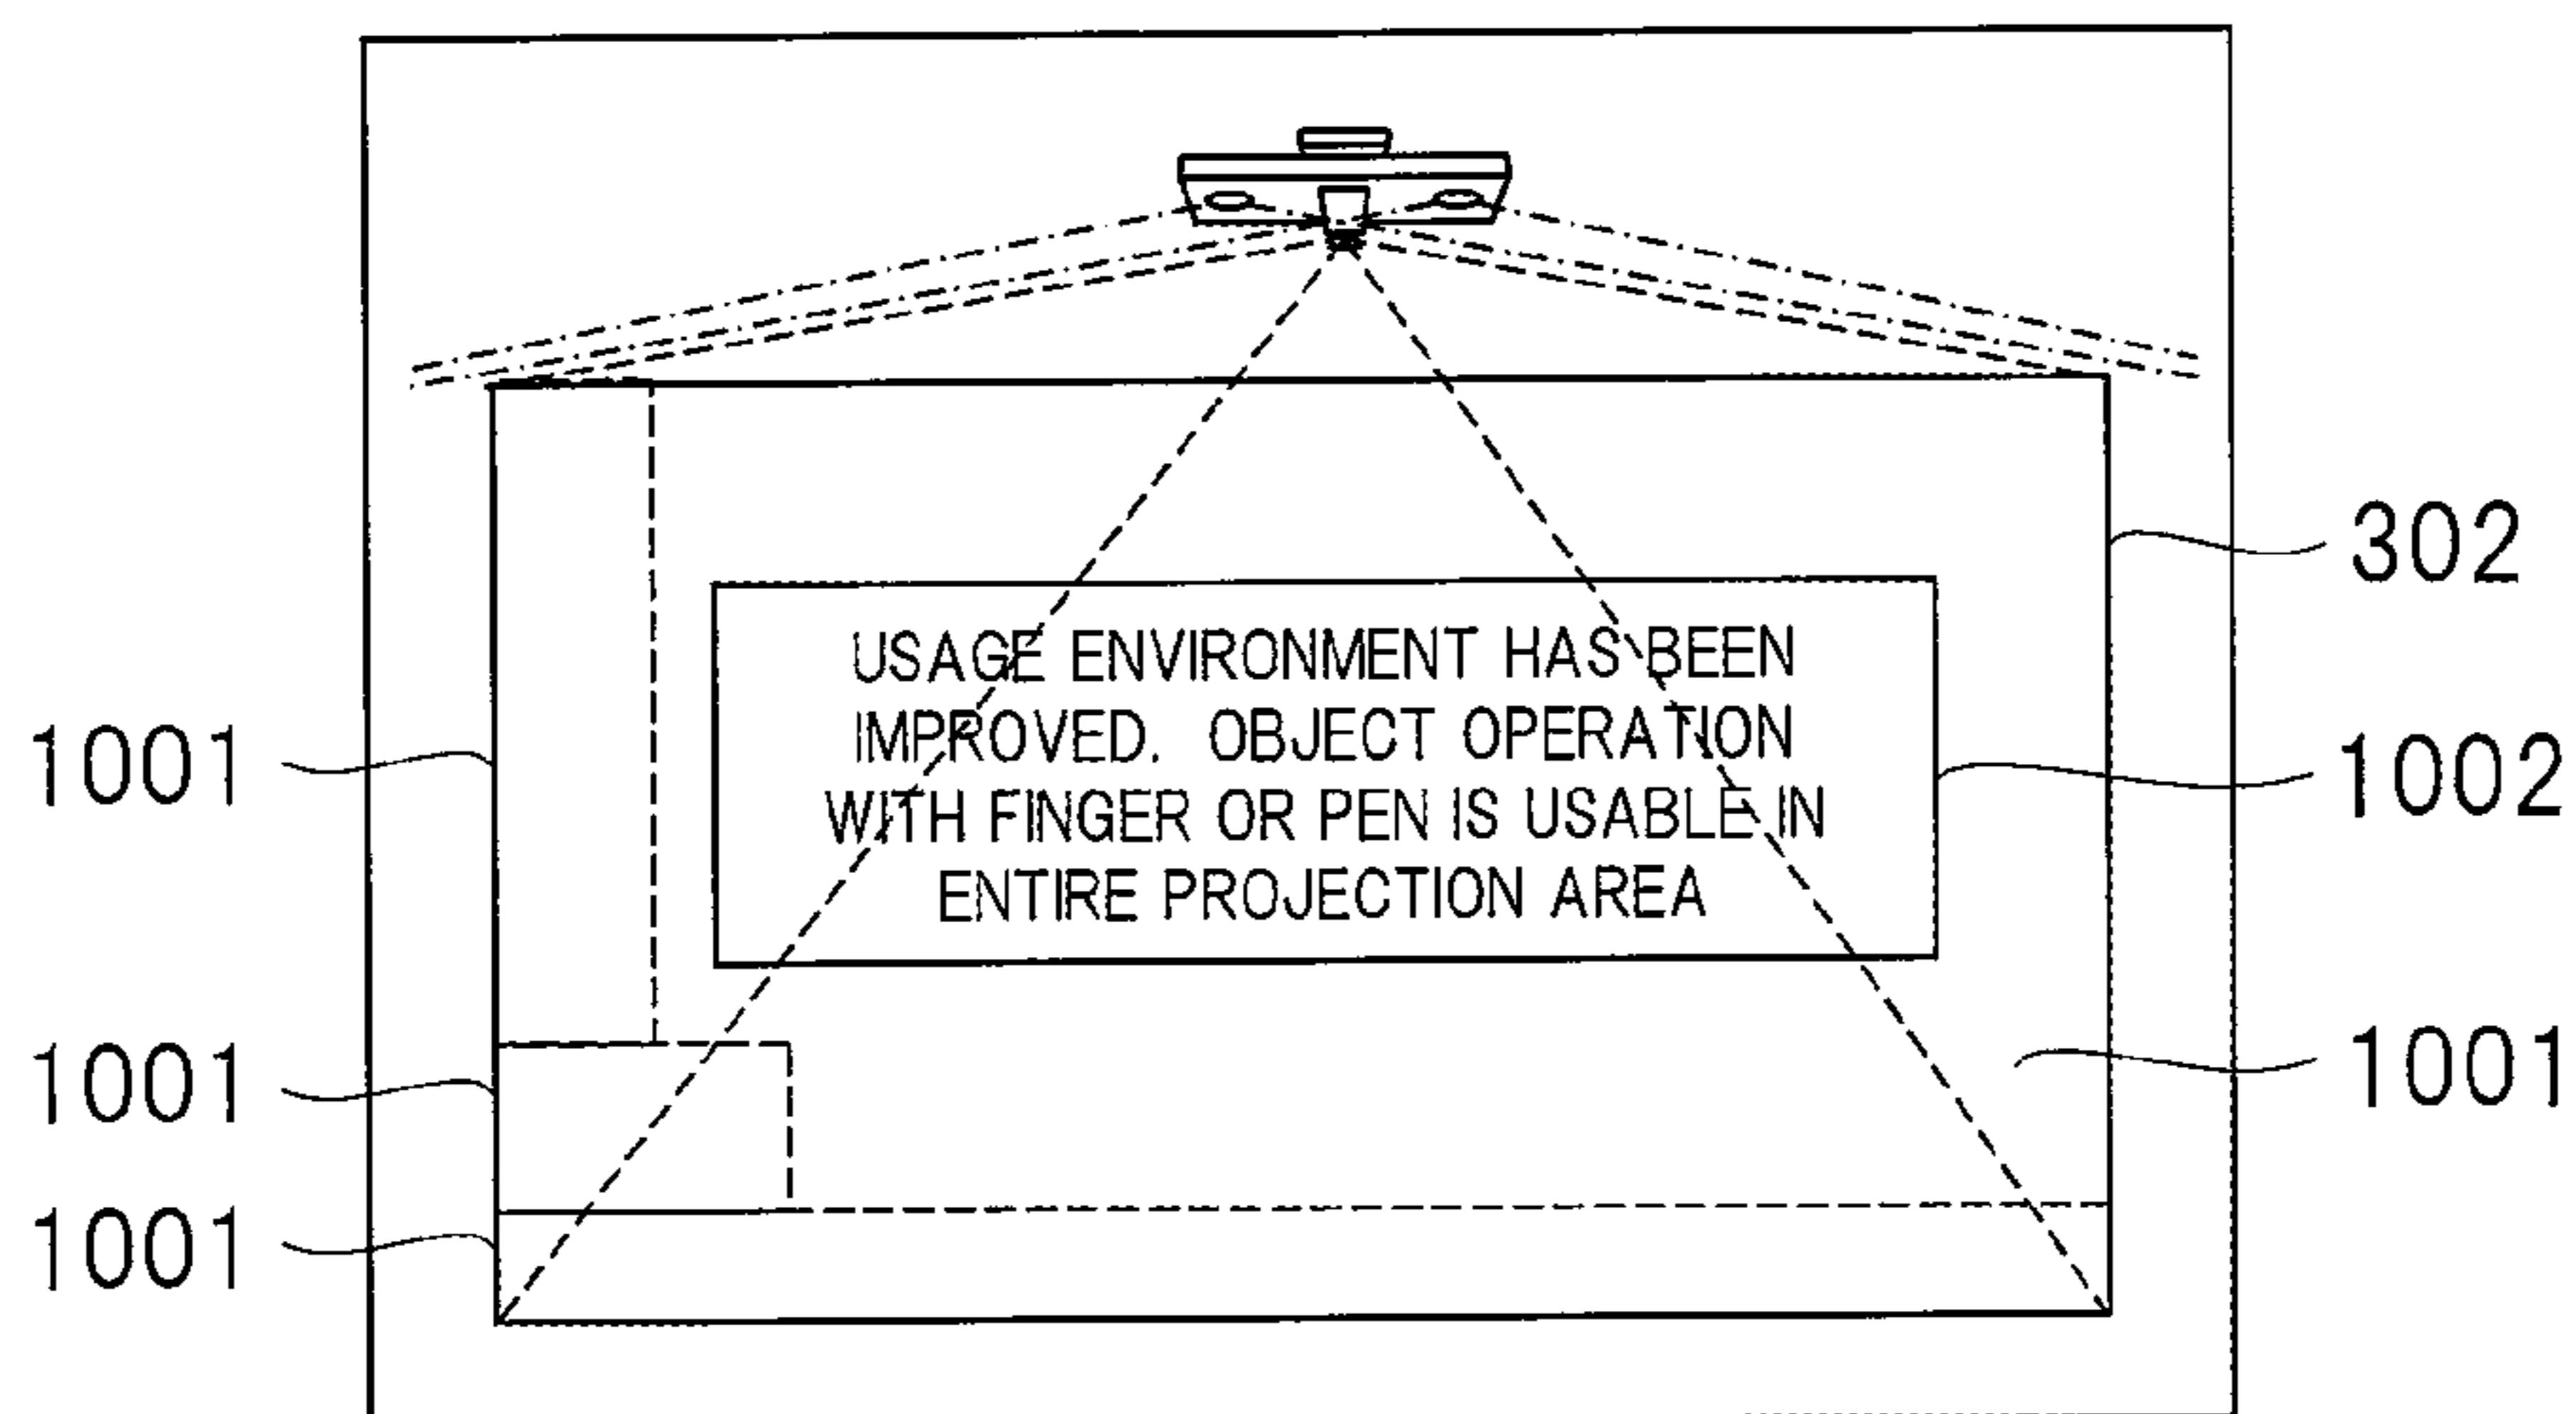 302
USAGE ENVIRONMENT HAS BEEN
IMPROVED. OBJECT OPERATION
WITH FINGER OR PEN IS USABLE IN
ENTIRE PROJECTION AREA
1001
1002
1001
1001
1001